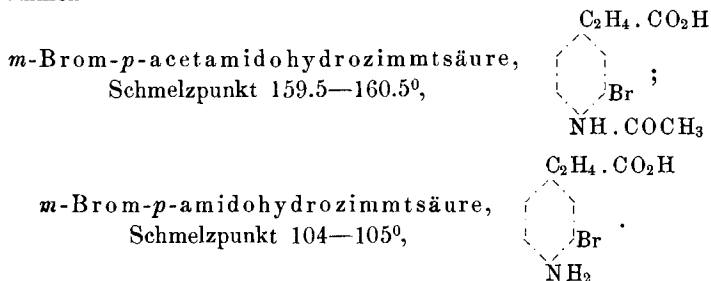 C₂H₄ . CO₂H
m-Brom-p-acetamidohydrozimmtsäure,
Schmelzpunkt 159.5—160.5⁰,
Br ;
NH . COCH₃
C₂H₄ . CO₂H
m-Brom-p-amidohydrozimmtsäure,
Schmelzpunkt 104—105⁰,
Br .
NH₂